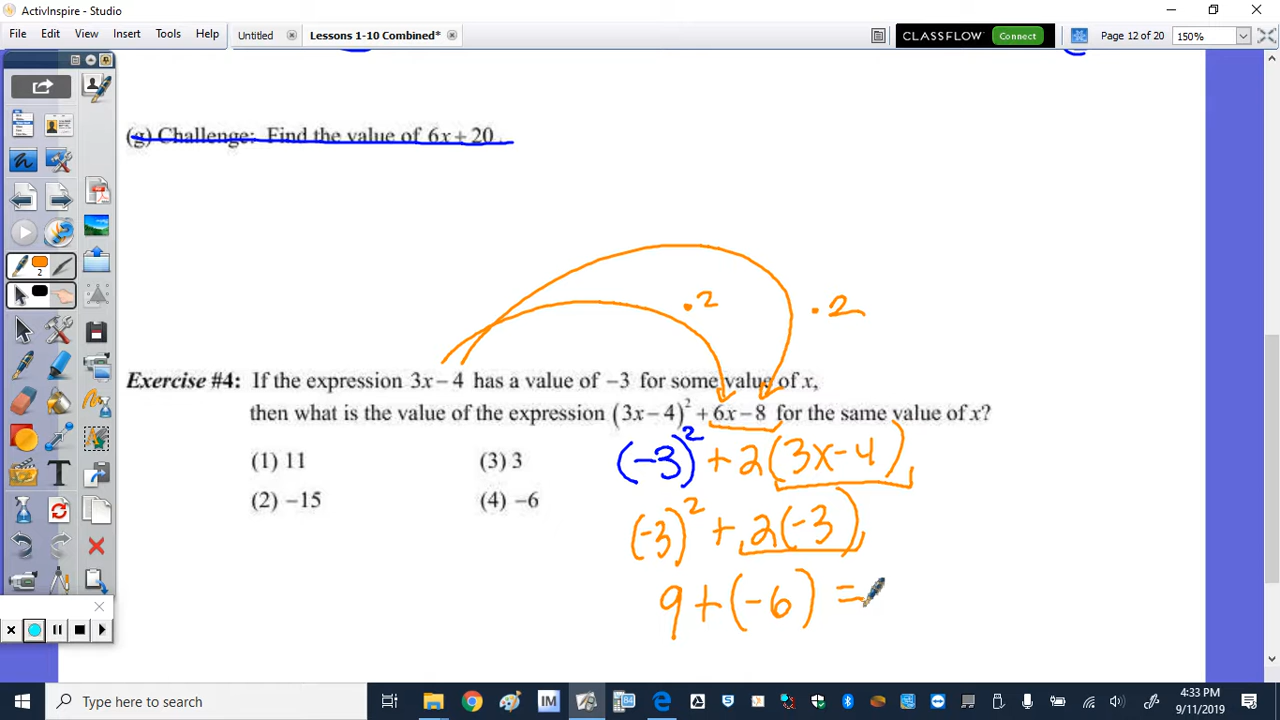 ActivInspire - Studio
File Edit View Insert Tools Help
Untitled
Lessons 1-10 Combined*
CLASSFLOW Connect
Page 12 of 20
150%
(g) Challenge: Find the value of 6x + 20
·2
·2
Exercise #4: If the expression 3x − 4 has a value of −3 for some value of x,
then what is the value of the expression (3x − 4)² + 6x − 8 for the same value of x?
(1) 11 (3) 3
(2) −15 (4) −6
(-3)² + 2(3x-4)
(-3)² + 2(-3)
9 + (-6) =
2
Type here to search
4:33 PM
9/11/2019